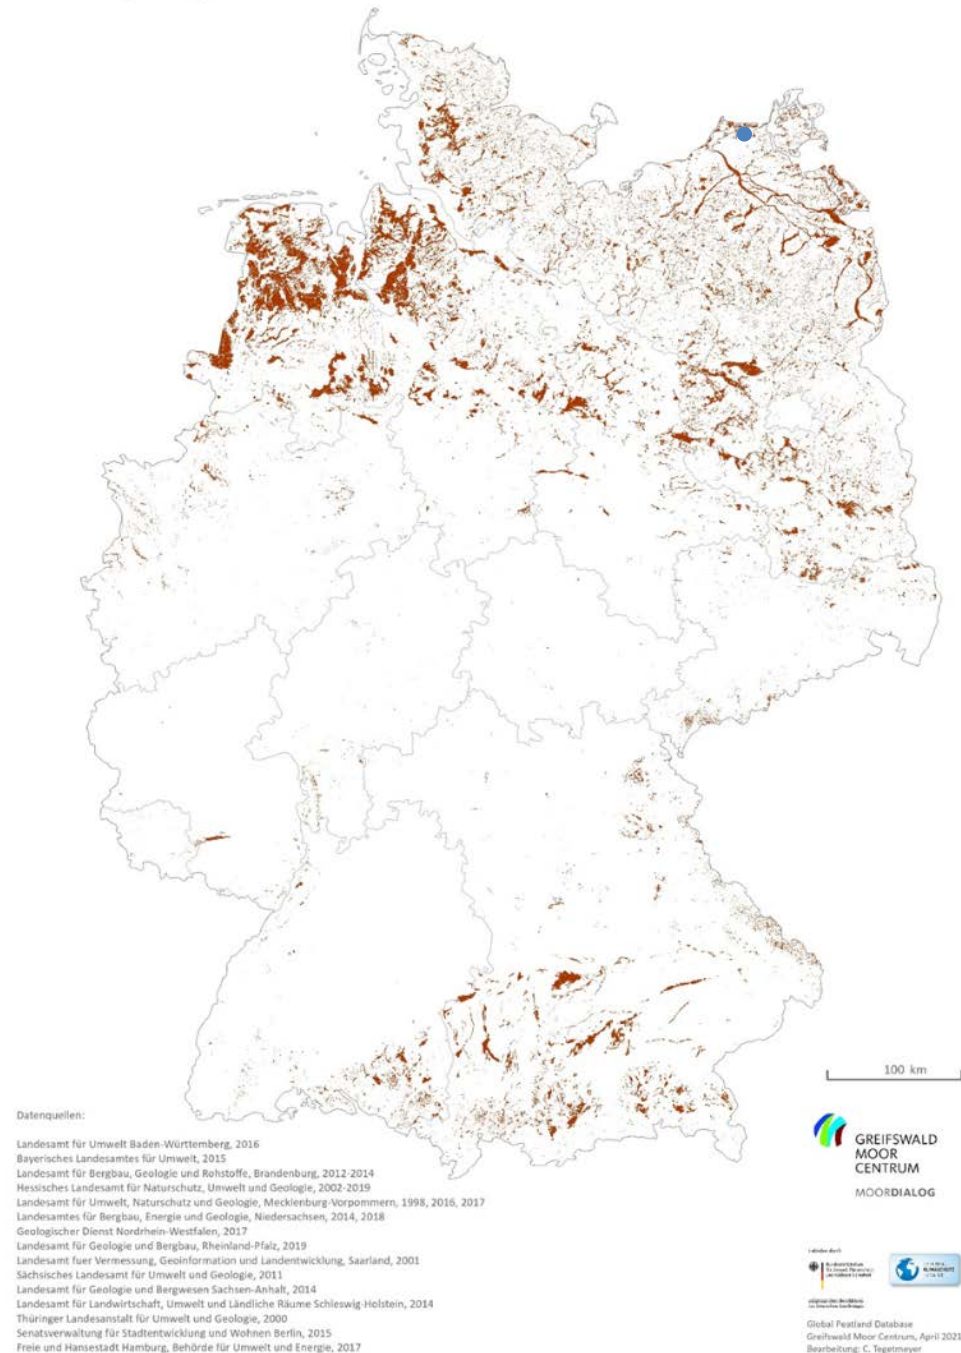 100 km
Datenquellen:
Landesamt für Umwelt Baden-Württemberg, 2016
Bayerisches Landesamtes für Umwelt, 2015
Landesamt für Bergbau, Geologie und Rohstoffe, Brandenburg, 2012-2014
Hessisches Landesamt für Naturschutz, Umwelt und Geologie, 2002-2019
Landesamt für Umwelt, Naturschutz und Geologie, Mecklenburg-Vorpommern, 1998, 2016, 2017
Landesamtes für Bergbau, Energie und Geologie, Niedersachsen, 2014, 2018
Geologischer Dienst Nordrhein-Westfalen, 2017
Landesamt für Geologie und Bergbau, Rheinland-Pfalz, 2019
Landesamt fuer Vermessung, Geoinformation und Landentwicklung, Saarland, 2001
Sächsisches Landesamt für Umwelt und Geologie, 2011
Landesamt für Geologie und Bergwesen Sachsen-Anhalt, 2014
Landesamt für Landwirtschaft, Umwelt und Ländliche Räume Schleswig-Holstein, 2014
Thüringer Landesanstalt für Umwelt und Geologie, 2000
Senatsverwaltung für Stadtentwicklung und Wohnen Berlin, 2015
Freie und Hansestadt Hamburg, Behörde für Umwelt und Energie, 2017
GREIFSWALD
MOOR
CENTRUM
MOORDIALOG
Global Peatland Database
Greifswald Moor Centrum, April 2021
Bearbeitung: C. Tegetmeyer